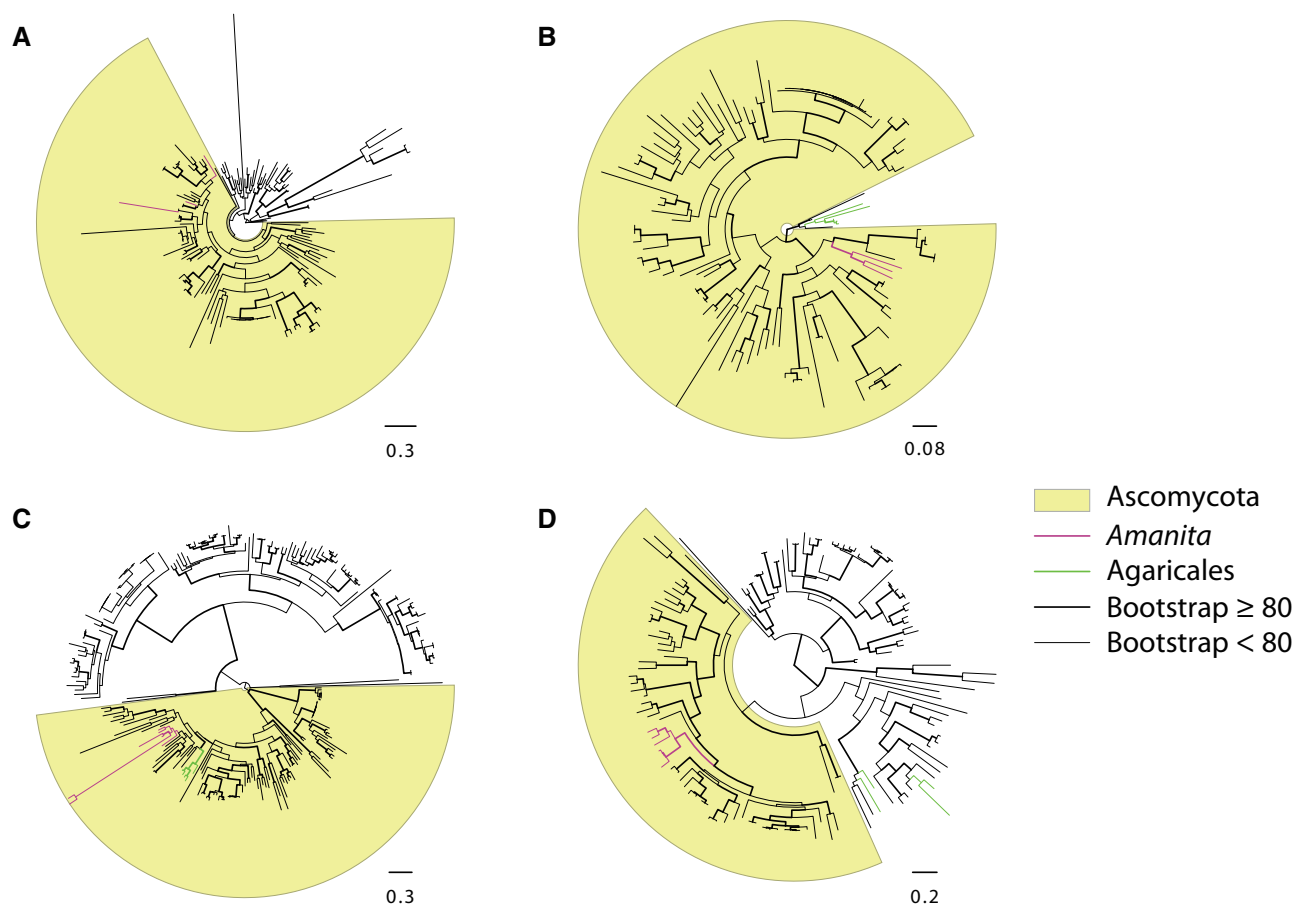 A
B
0.3
0.08
C
D
Ascomycota
Amanita
Agaricales
Bootstrap ≥ 80
Bootstrap < 80
0.3
0.2